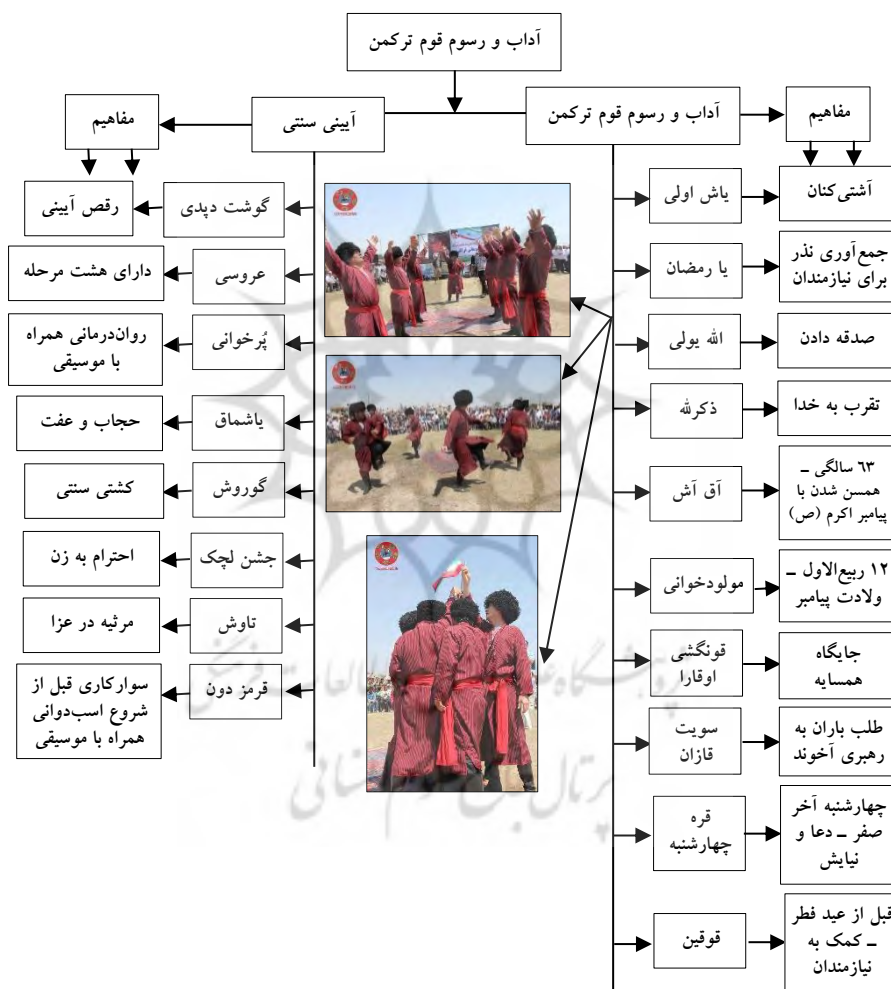 آداب و رسوم قوم ترکمن
آداب و رسوم قوم ترکمن
مفاهیم
یاش اولی
آشتی‌کنان
یا رمضان
جمع‌آوری نذر
برای نیازمندان
الله یولی
صدقه دادن
ذکرلله
تقرب به خدا
آق آش
٦٣ سالگی –
همسن شدن با
پیامبر اکرم (ص)
مولودخوانی
١٢ ربیع‌الاول –
ولادت پیامبر
قونگشی
اوقارا
جایگاه
همسایه
سویت
قازان
طلب باران به
رهبری آخوند
قره
چهارشنبه
چهارشنبه آخر
صفر – دعا و
نیایش
قوقین
قبل از عید فطر
– کمک به
نیازمندان
آیینی سنتی
مفاهیم
گوشت دپدی
رقص آیینی
عروسی
دارای هشت مرحله
پُرخوانی
روان‌درمانی همراه
با موسیقی
یاشماق
حجاب و عفت
گوروش
کشتی سنتی
جشن لچک
احترام به زن
تاوش
مرثیه در عزا
قرمز دون
سوارکاری قبل از
شروع اسب‌دوانی
همراه با موسیقی